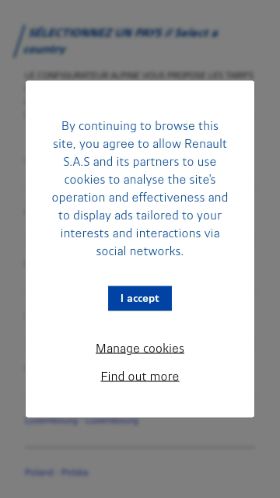 SÉLECTIONNEZ UN PAYS // Select a
country
LE CONFIGURATEUR ALPINE VOUS PROPOSE LES TARIFS
By continuing to browse this
site, you agree to allow Renault
S.A.S and its partners to use
cookies to analyse the site's
operation and effectiveness and
to display ads tailored to your
interests and interactions via
social networks.
I accept
Manage cookies
Find out more
Luxembourg - Luxembourg
Poland - Polska